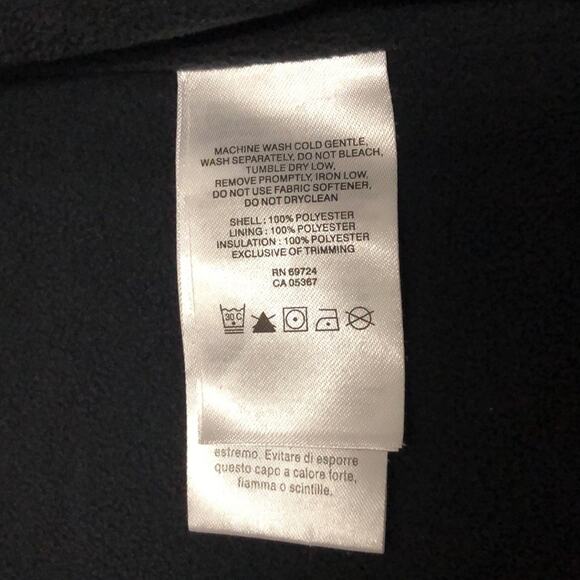 MACHINE WASH COLD GENTLE,
WASH SEPARATELY, DO NOT BLEACH,
TUMBLE DRY LOW,
REMOVE PROMPTLY, IRON LOW,
DO NOT USE FABRIC SOFTENER,
DO NOT DRYCLEAN
SHELL : 100% POLYESTER
LINING : 100% POLYESTER
INSULATION : 100% POLYESTER
EXCLUSIVE OF TRIMMING
RN 69724
CA 05367
30 C
estremo. Evitare di esporre
questo capo a calore forte,
fiamma o scintille.